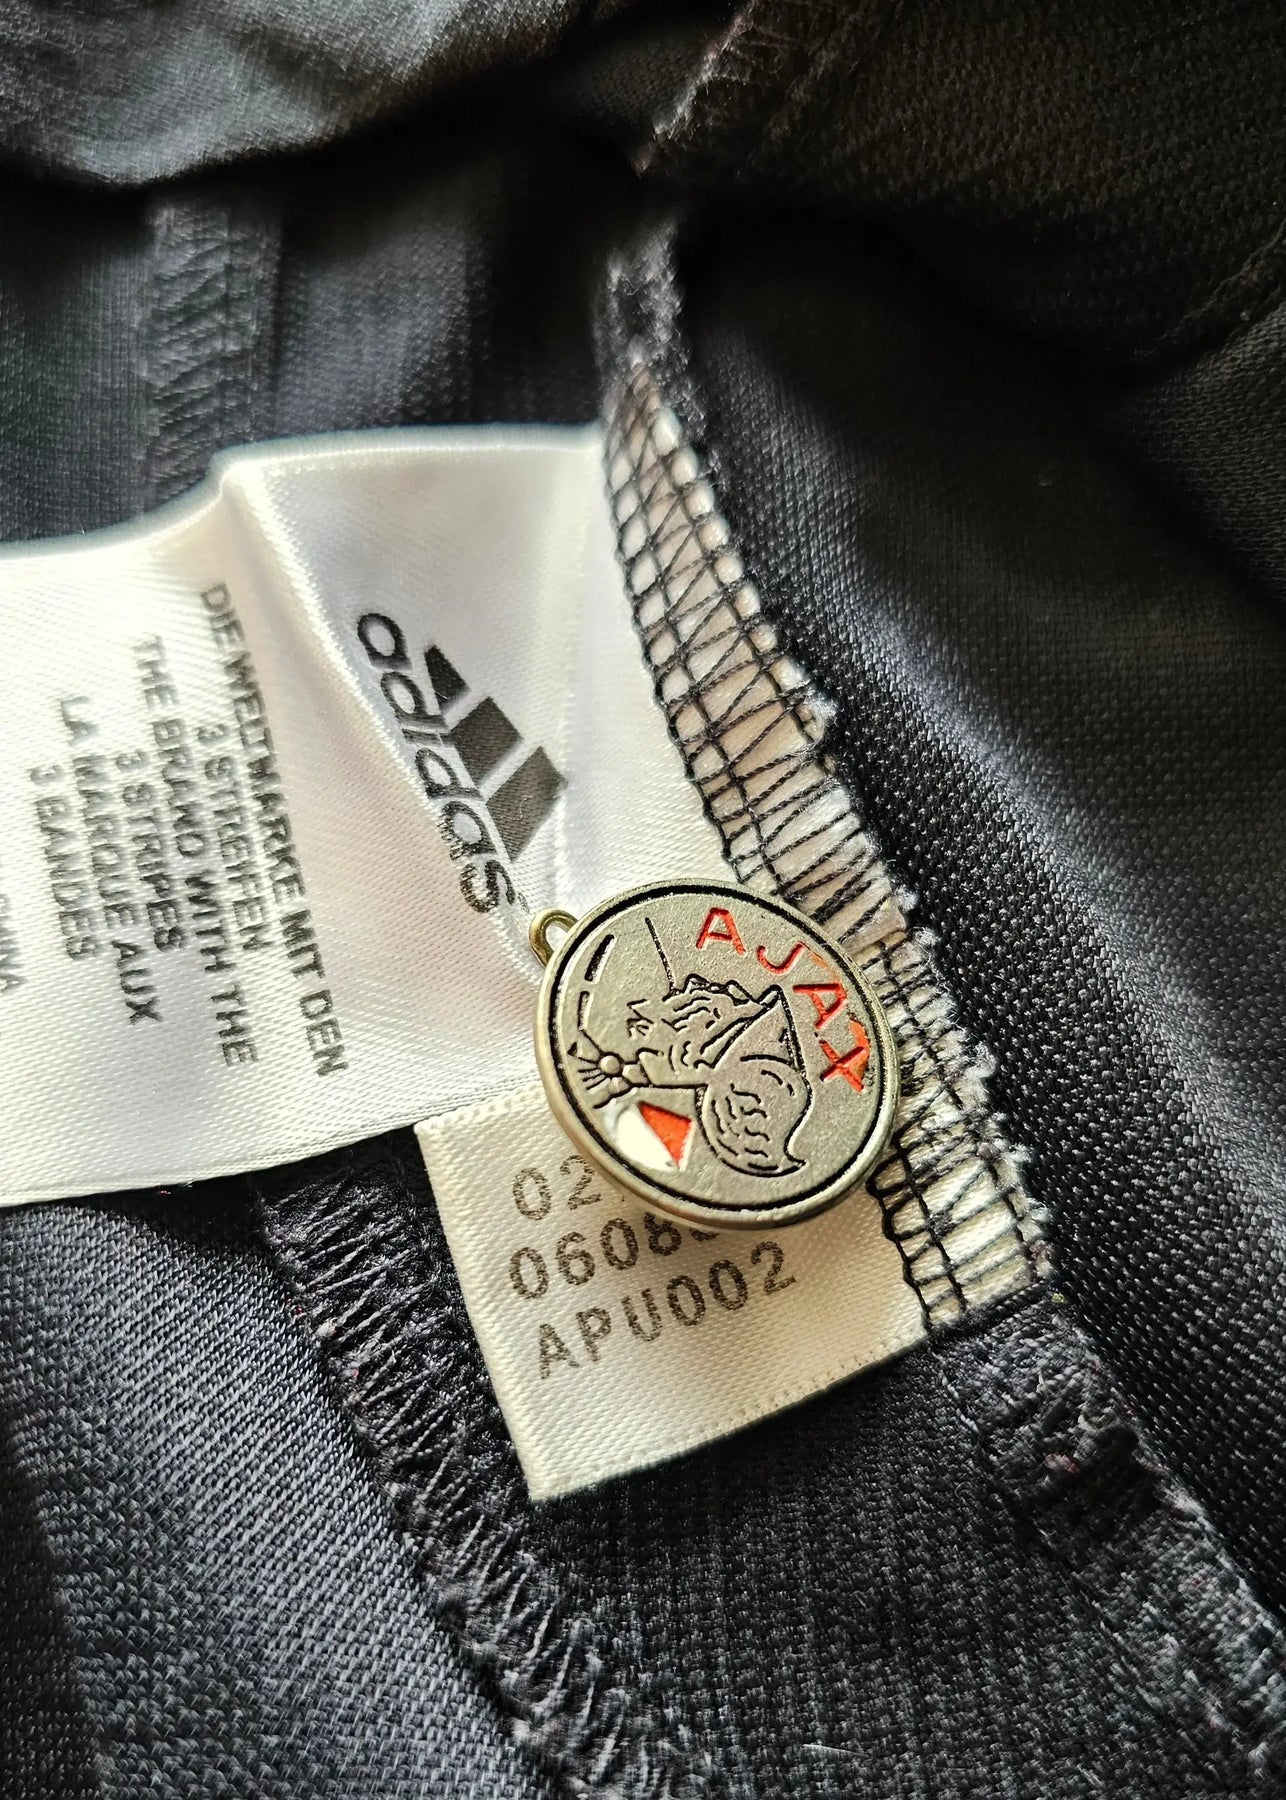 adidas
DIE WELTMARKE MIT DEN
3 STREIFEN
THE BRAND WITH THE
3 STRIPES
LA MARQUE AUX
3 BANDES
AJAX
APU002